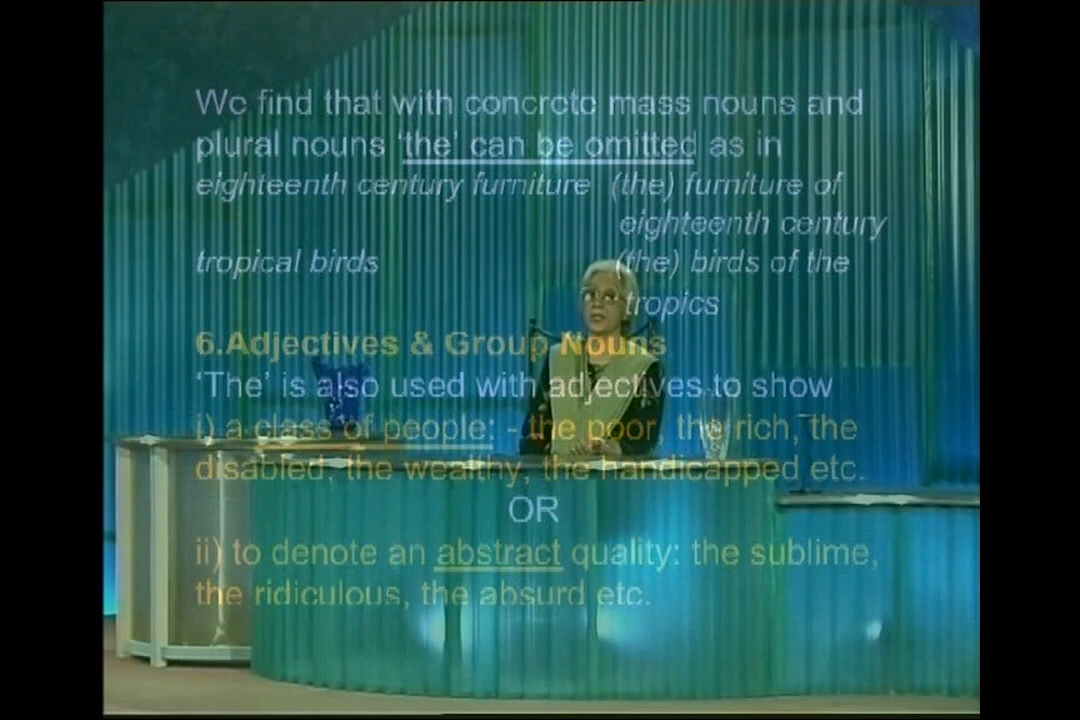 We find that with concrete mass nouns and
plural nouns ‘the’ can be omitted as in
eighteenth century furniture (the) furniture of
eighteenth century
tropical birds (the) birds of the
tropics
6.Adjectives & Group Nouns
‘The’ is also used with adjectives to show
i) a class of people: - the poor, the rich, the
disabled, the wealthy, the handicapped etc.
OR
ii) to denote an abstract quality: the sublime,
the ridiculous, the absurd etc.